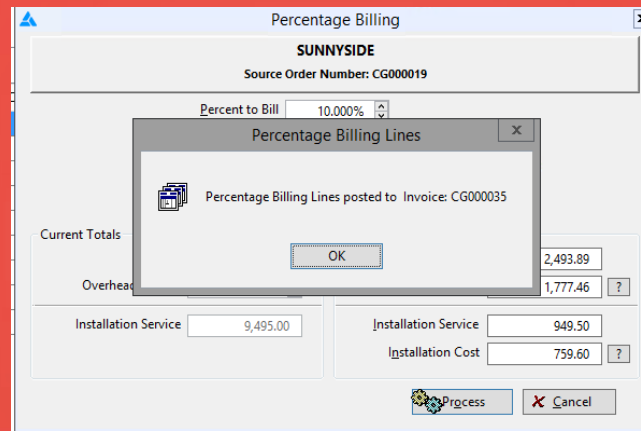 Percentage Billing
SUNNYSIDE
Source Order Number: CG000019
Percent to Bill 10.000%
Percentage Billing Lines
x
Percentage Billing Lines posted to Invoice: CG000035
OK
Current Totals
2,493.89
Overhead
1,777.46 ?
Installation Service 9,495.00
Installation Service 949.50
Installation Cost 759.60 ?
Process
Cancel